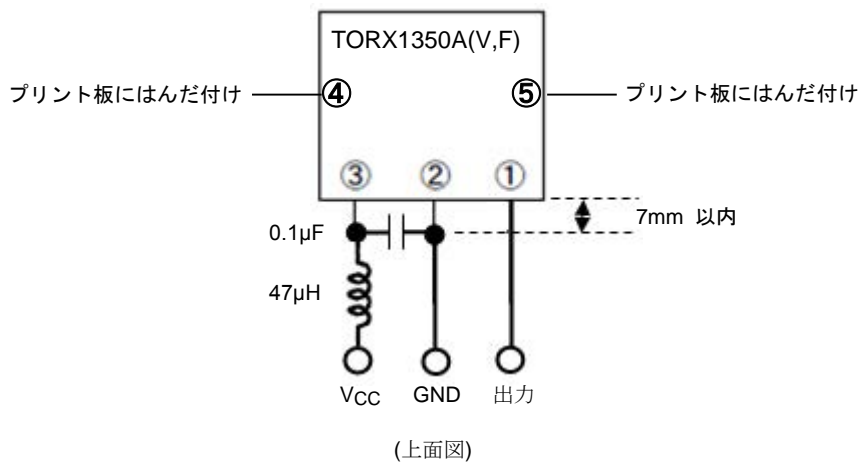 TORX1350A(V,F)
プリント板にはんだ付け ④ ⑤ プリント板にはんだ付け
③ ② ①
7mm 以内
0.1µF
47µH
VCC GND 出力
(上面図)